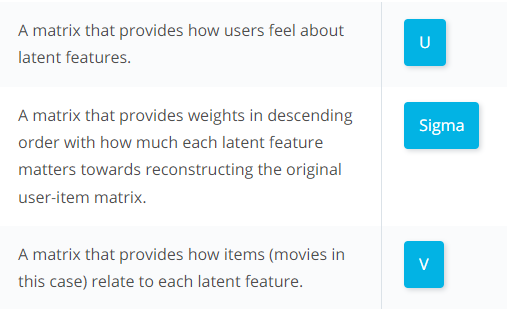 A matrix that provides how users feel about
latent features.
U
A matrix that provides weights in descending
order with how much each latent feature
matters towards reconstructing the original
user-item matrix.
Sigma
A matrix that provides how items (movies in
this case) relate to each latent feature.
V